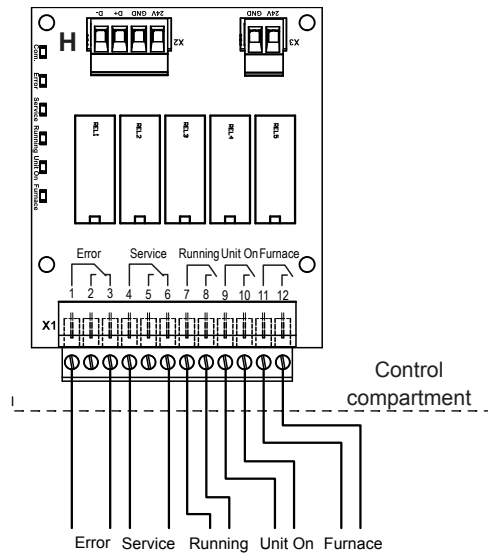 D- D+ GND 24V
GND 24V
H
X2
X3
Com.
Error
Service
Running
Unit On
Furnace
REL1
REL2
REL3
REL4
REL5
Error Service Running Unit On Furnace
1 2 3 4 5 6 7 8 9 10 11 12
X1
Control
compartment
Error Service Running Unit On Furnace